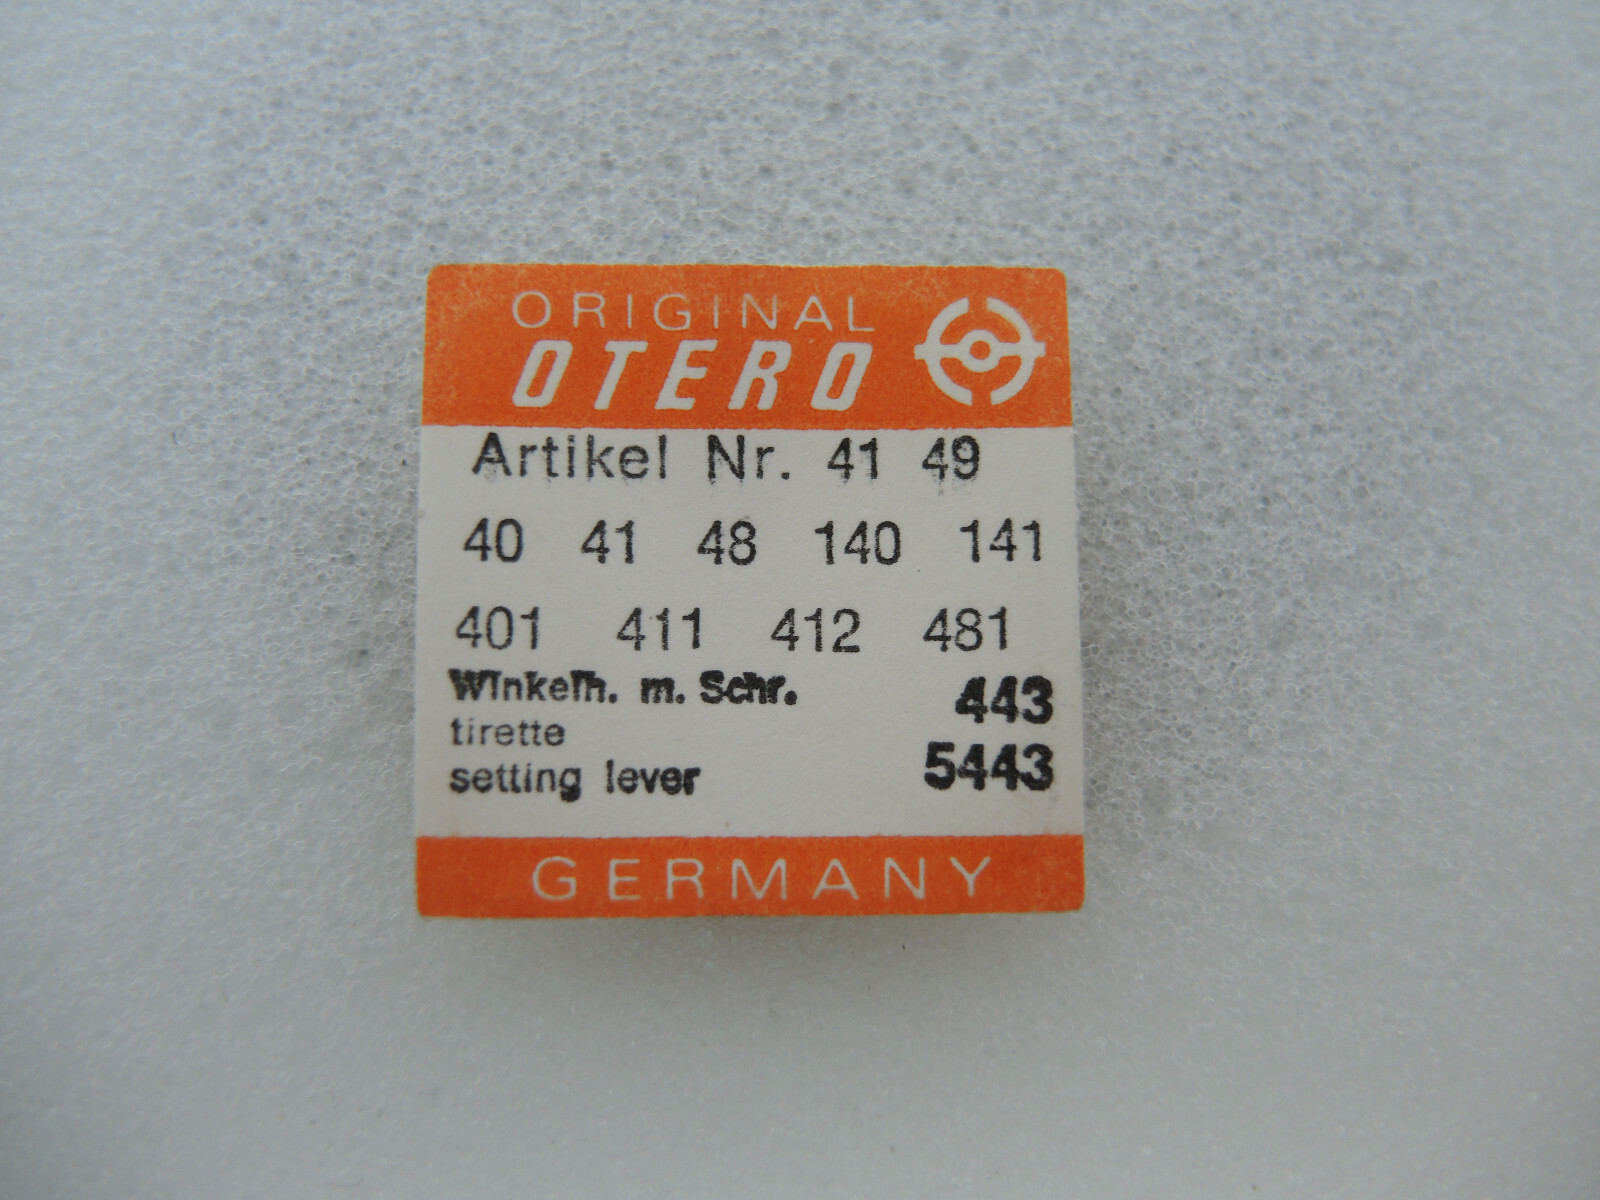 ORIGINAL
OTERO
Artikel Nr. 41 49
40 41 48 140 141
401 411 412 481
Winkelh. m. Schr. 443
tirette
setting lever 5443
GERMANY